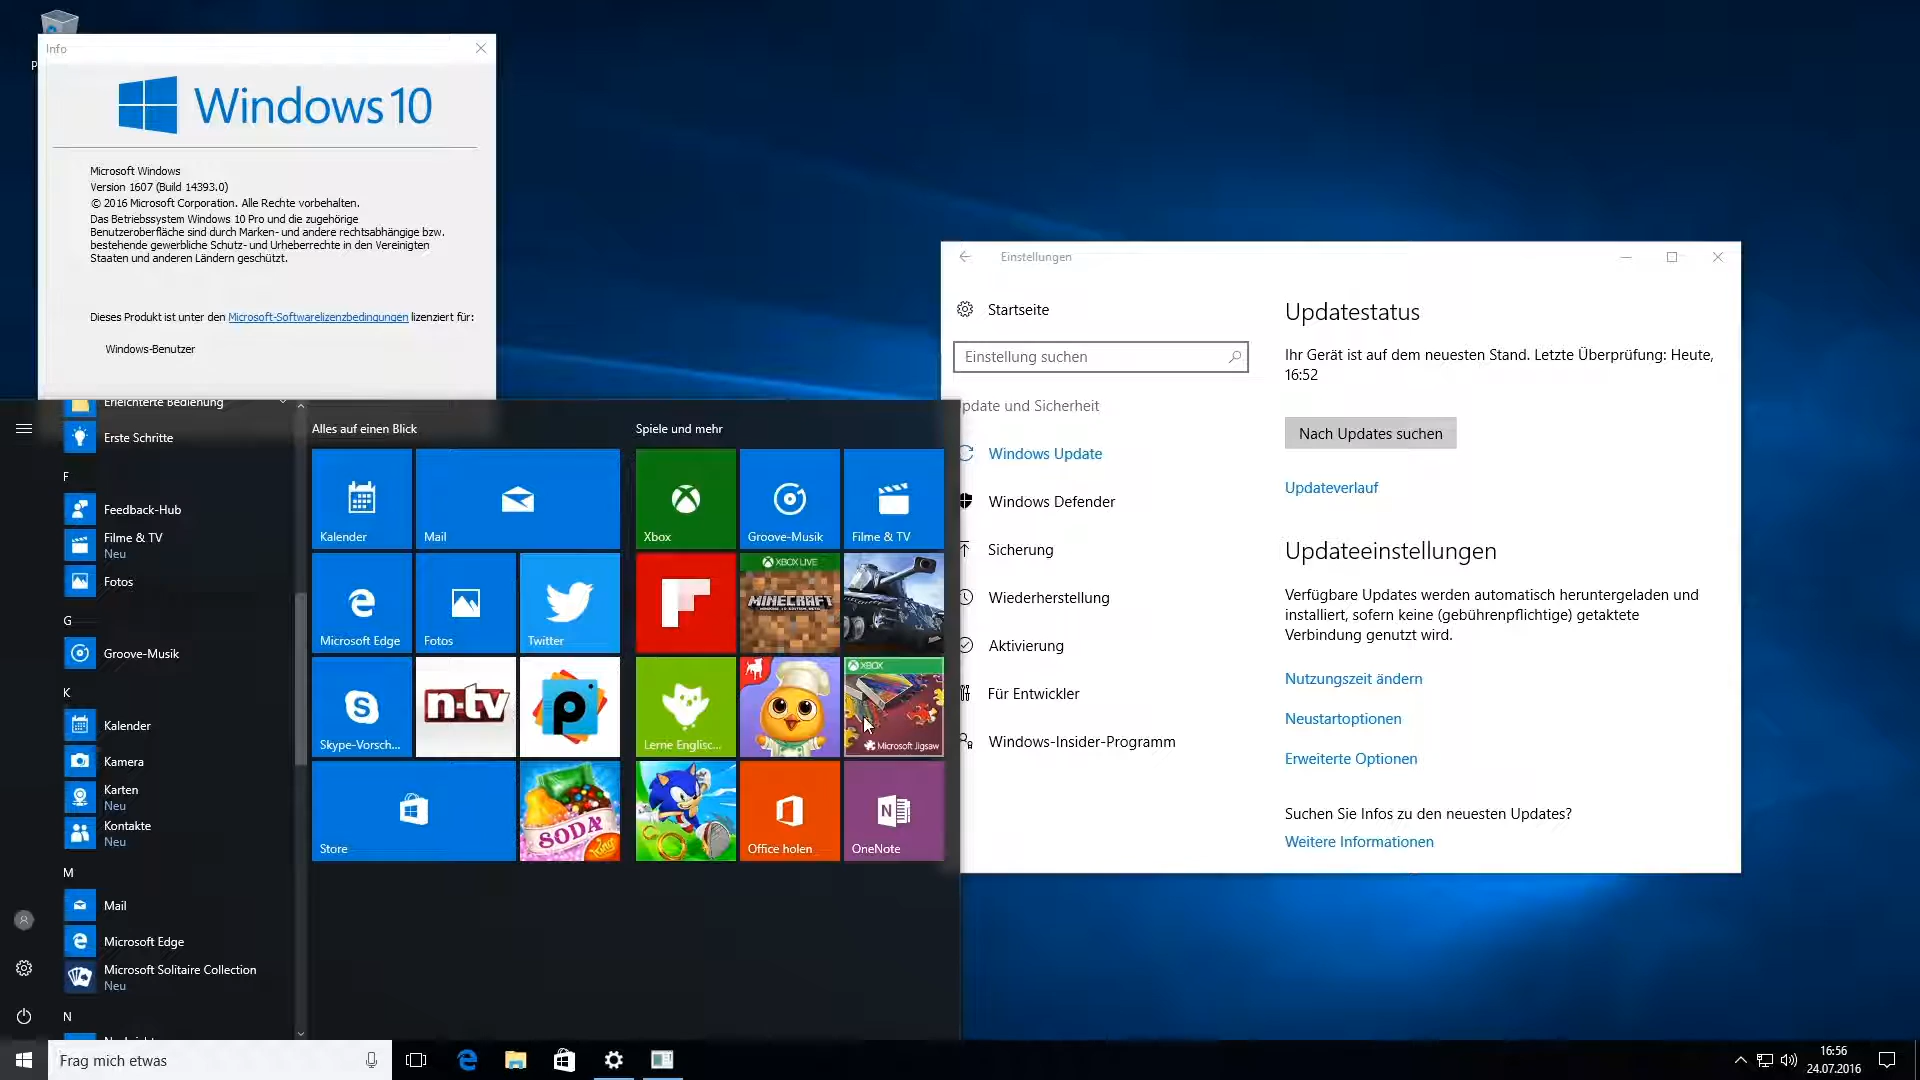 Info
Windows 10
Microsoft Windows
Version 1607 (Build 14393.0)
© 2016 Microsoft Corporation. Alle Rechte vorbehalten.
Das Betriebssystem Windows 10 Pro und die zugehörige
Benutzeroberfläche sind durch Marken- und andere rechtsabhängige bzw.
bestehende gewerbliche Schutz- und Urheberrechte in den Vereinigten
Staaten und anderen Ländern geschützt.
Dieses Produkt ist unter den Microsoft-Softwarelizenzbedingungen lizenziert für:
Windows-Benutzer
Erleichterte Bedienung
Erste Schritte
F
Feedback-Hub
Filme & TV
Neu
Fotos
G
Groove-Musik
K
Kalender
Kamera
Karten
Neu
Kontakte
Neu
M
Mail
Microsoft Edge
Microsoft Solitaire Collection
Neu
N
Alles auf einen Blick
Kalender
Mail
Microsoft Edge
Fotos
Twitter
Skype-Vorsch...
n-tv
p
Store
SODA
King
Spiele und mehr
Xbox
Groove-Musik
Filme & TV
XBOX LIVE
MINECRAFT
WINDOWS 10 EDITION BETA
Lerne Englisc...
XBOX
Microsoft Jigsaw
Office holen
N
OneNote
Einstellungen
Startseite
Einstellung suchen
pdate und Sicherheit
Windows Update
Windows Defender
Sicherung
Wiederherstellung
Aktivierung
Für Entwickler
Windows-Insider-Programm
Updatestatus
Ihr Gerät ist auf dem neuesten Stand. Letzte Überprüfung: Heute,
16:52
Nach Updates suchen
Updateverlauf
Updateeinstellungen
Verfügbare Updates werden automatisch heruntergeladen und
installiert, sofern keine (gebührenpflichtige) getaktete
Verbindung genutzt wird.
Nutzungszeit ändern
Neustartoptionen
Erweiterte Optionen
Suchen Sie Infos zu den neuesten Updates?
Weitere Informationen
Frag mich etwas
16:56
24.07.2016